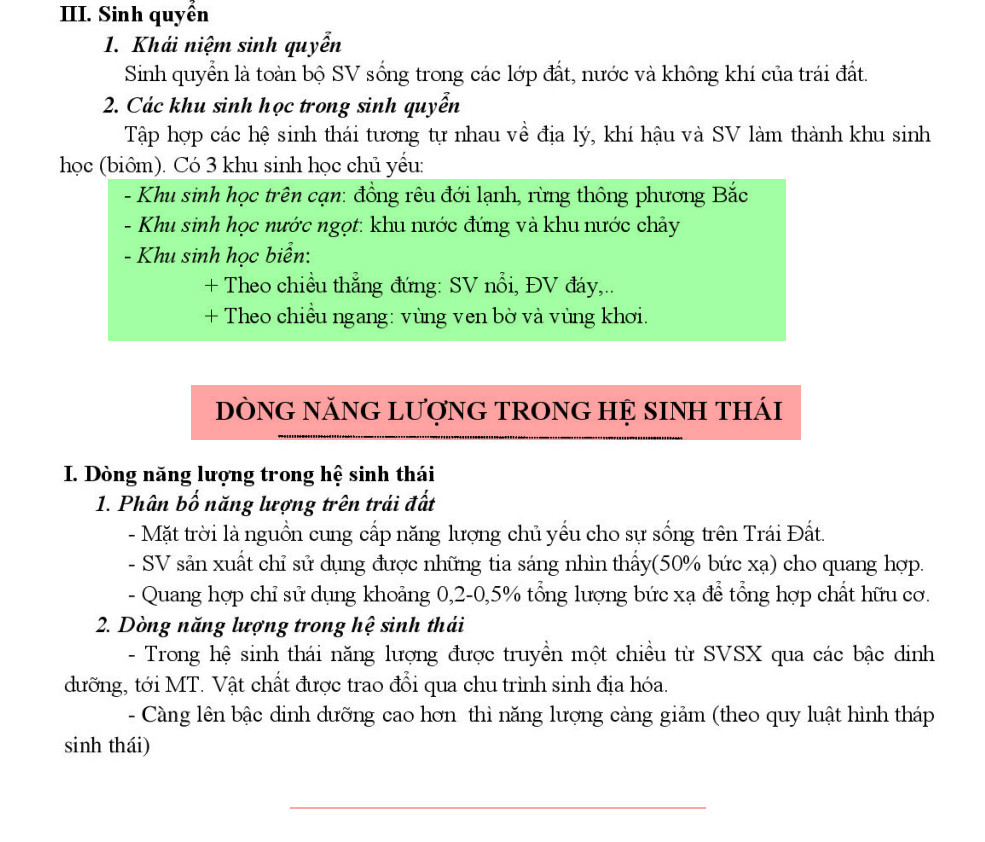 III. Sinh quyển
1. Khái niệm sinh quyển
Sinh quyển là toàn bộ SV sống trong các lớp đất, nước và không khí của trái đất.
2. Các khu sinh học trong sinh quyển
Tập hợp các hệ sinh thái tương tự nhau về địa lý, khí hậu và SV làm thành khu sinh
học (biôm). Có 3 khu sinh học chủ yếu:
- Khu sinh học trên cạn: đồng rêu đới lạnh, rừng thông phương Bắc
- Khu sinh học nước ngọt: khu nước đứng và khu nước chảy
- Khu sinh học biển:
+ Theo chiều thẳng đứng: SV nổi, ĐV đáy,..
+ Theo chiều ngang: vùng ven bờ và vùng khơi.
DÒNG NĂNG LƯỢNG TRONG HỆ SINH THÁI
I. Dòng năng lượng trong hệ sinh thái
1. Phân bố năng lượng trên trái đất
- Mặt trời là nguồn cung cấp năng lượng chủ yếu cho sự sống trên Trái Đất.
- SV sản xuất chỉ sử dụng được những tia sáng nhìn thấy(50% bức xạ) cho quang hợp.
- Quang hợp chỉ sử dụng khoảng 0,2-0,5% tổng lượng bức xạ để tổng hợp chất hữu cơ.
2. Dòng năng lượng trong hệ sinh thái
- Trong hệ sinh thái năng lượng được truyền một chiều từ SVSX qua các bậc dinh
dưỡng, tới MT. Vật chất được trao đổi qua chu trình sinh địa hóa.
- Càng lên bậc dinh dưỡng cao hơn thì năng lượng càng giảm (theo quy luật hình tháp
sinh thái)